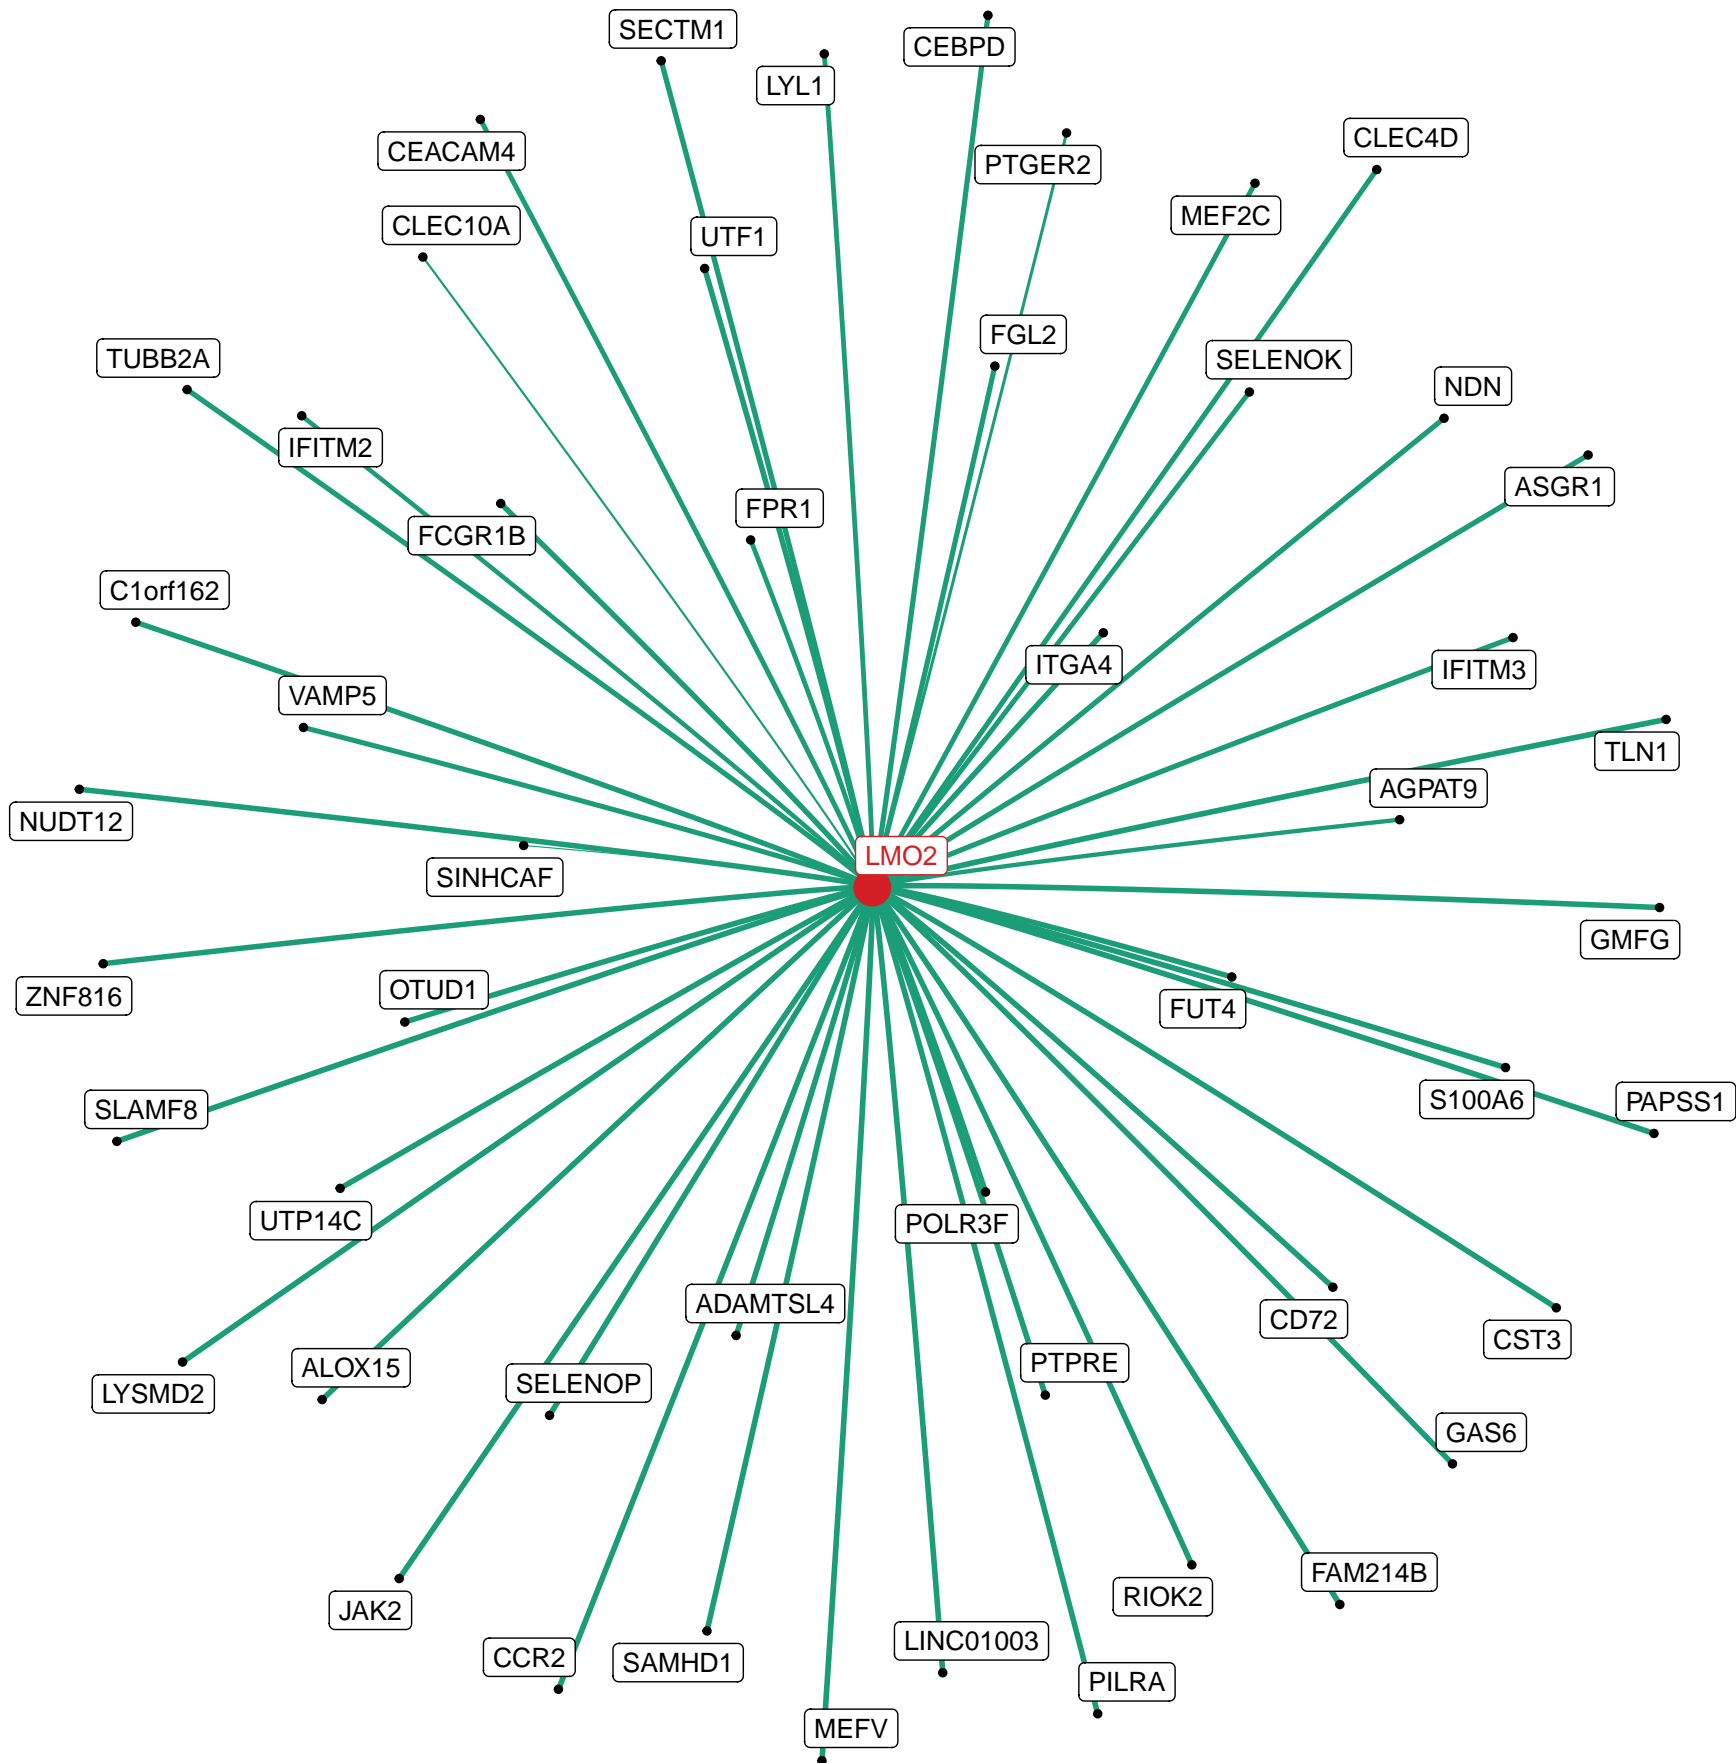 SECTM1
CEBPD
LYL1
CLEC4D
CEACAM4
PTGER2
MEF2C
CLEC10A
UTF1
FGL2
TUBB2A
SELENOK
NDN
IFITM2
ASGR1
FPR1
FCGR1B
C1orf162
ITGA4
IFITM3
VAMP5
TLN1
AGPAT9
NUDT12
LMO2
SINHCAF
GMFG
OTUD1
ZNF816
FUT4
S100A6
PAPSS1
SLAMF8
UTP14C
POLR3F
ADAMTSL4
CD72
CST3
PTPRE
ALOX15
SELENOP
LYSMD2
GAS6
FAM214B
RIOK2
JAK2
LINC01003
CCR2
SAMHD1
PILRA
MEFV